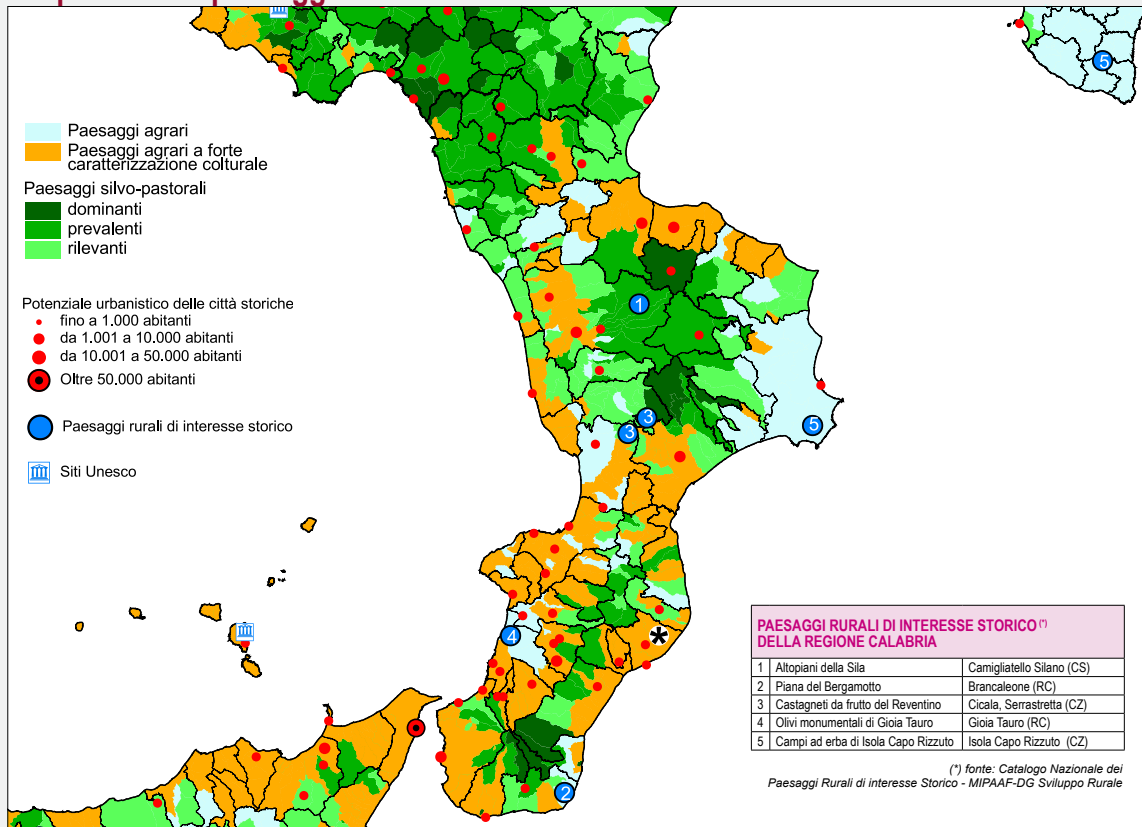 Paesaggi agrari
Paesaggi agrari a forte
caratterizzazione colturale
Paesaggi silvo-pastorali
dominanti
prevalenti
rilevanti
Potenziale urbanistico delle città storiche
fino a 1.000 abitanti
da 1.001 a 10.000 abitanti
da 10.001 a 50.000 abitanti
Oltre 50.000 abitanti
Paesaggi rurali di interesse storico
Siti Unesco
5
1
3
3
5
4
2
*
PAESAGGI RURALI DI INTERESSE STORICO (*)
DELLA REGIONE CALABRIA
1 Altopiani della Sila Camigliatello Silano (CS)
2 Piana del Bergamotto Brancaleone (RC)
3 Castagneti da frutto del Reventino Cicala, Serrastretta (CZ)
4 Olivi monumentali di Gioia Tauro Gioia Tauro (RC)
5 Campi ad erba di Isola Capo Rizzuto Isola Capo Rizzuto (CZ)
(*) fonte: Catalogo Nazionale dei
Paesaggi Rurali di interesse Storico - MIPAAF-DG Sviluppo Rurale